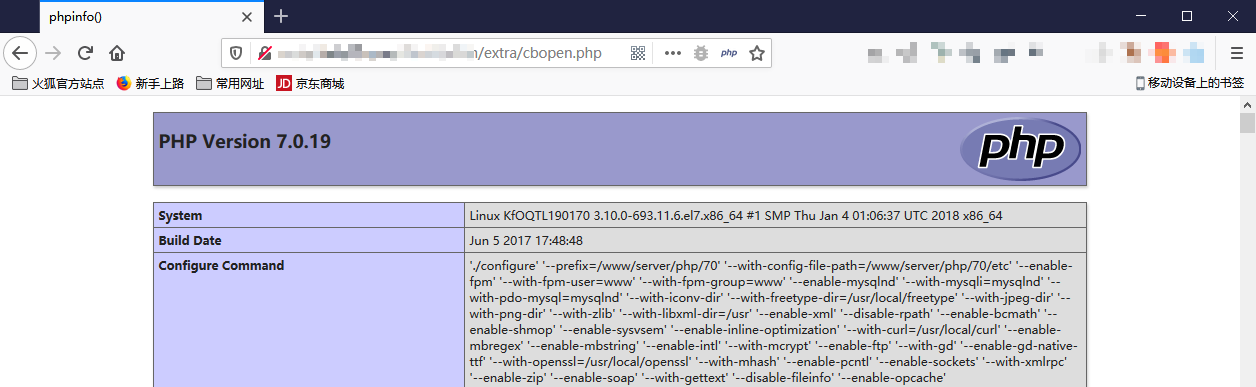 phpinfo()
m/extra/cbopen.php
php
火狐官方站点 新手上路 常用网址 JD 京东商城 移动设备上的书签
PHP Version 7.0.19
php
System Linux KfOQTL190170 3.10.0-693.11.6.el7.x86_64 #1 SMP Thu Jan 4 01:06:37 UTC 2018 x86_64
Build Date Jun 5 2017 17:48:48
Configure Command './configure' '--prefix=/www/server/php/70' '--with-config-file-path=/www/server/php/70/etc' '--enable-
fpm' '--with-fpm-user=www' '--with-fpm-group=www' '--enable-mysqlnd' '--with-mysqli=mysqlnd' '--
with-pdo-mysql=mysqlnd' '--with-iconv-dir' '--with-freetype-dir=/usr/local/freetype' '--with-jpeg-dir' '--
with-png-dir' '--with-zlib' '--with-libxml-dir=/usr' '--enable-xml' '--disable-rpath' '--enable-bcmath' '--
enable-shmop' '--enable-sysvsem' '--enable-inline-optimization' '--with-curl=/usr/local/curl' '--enable-
mbregex' '--enable-mbstring' '--enable-intl' '--with-mcrypt' '--enable-ftp' '--with-gd' '--enable-gd-native-
ttf' '--with-openssl=/usr/local/openssl' '--with-mhash' '--enable-pcntl' '--enable-sockets' '--with-xmlrpc'
'--enable-zip' '--enable-soap' '--with-gettext' '--disable-fileinfo' '--enable-opcache'